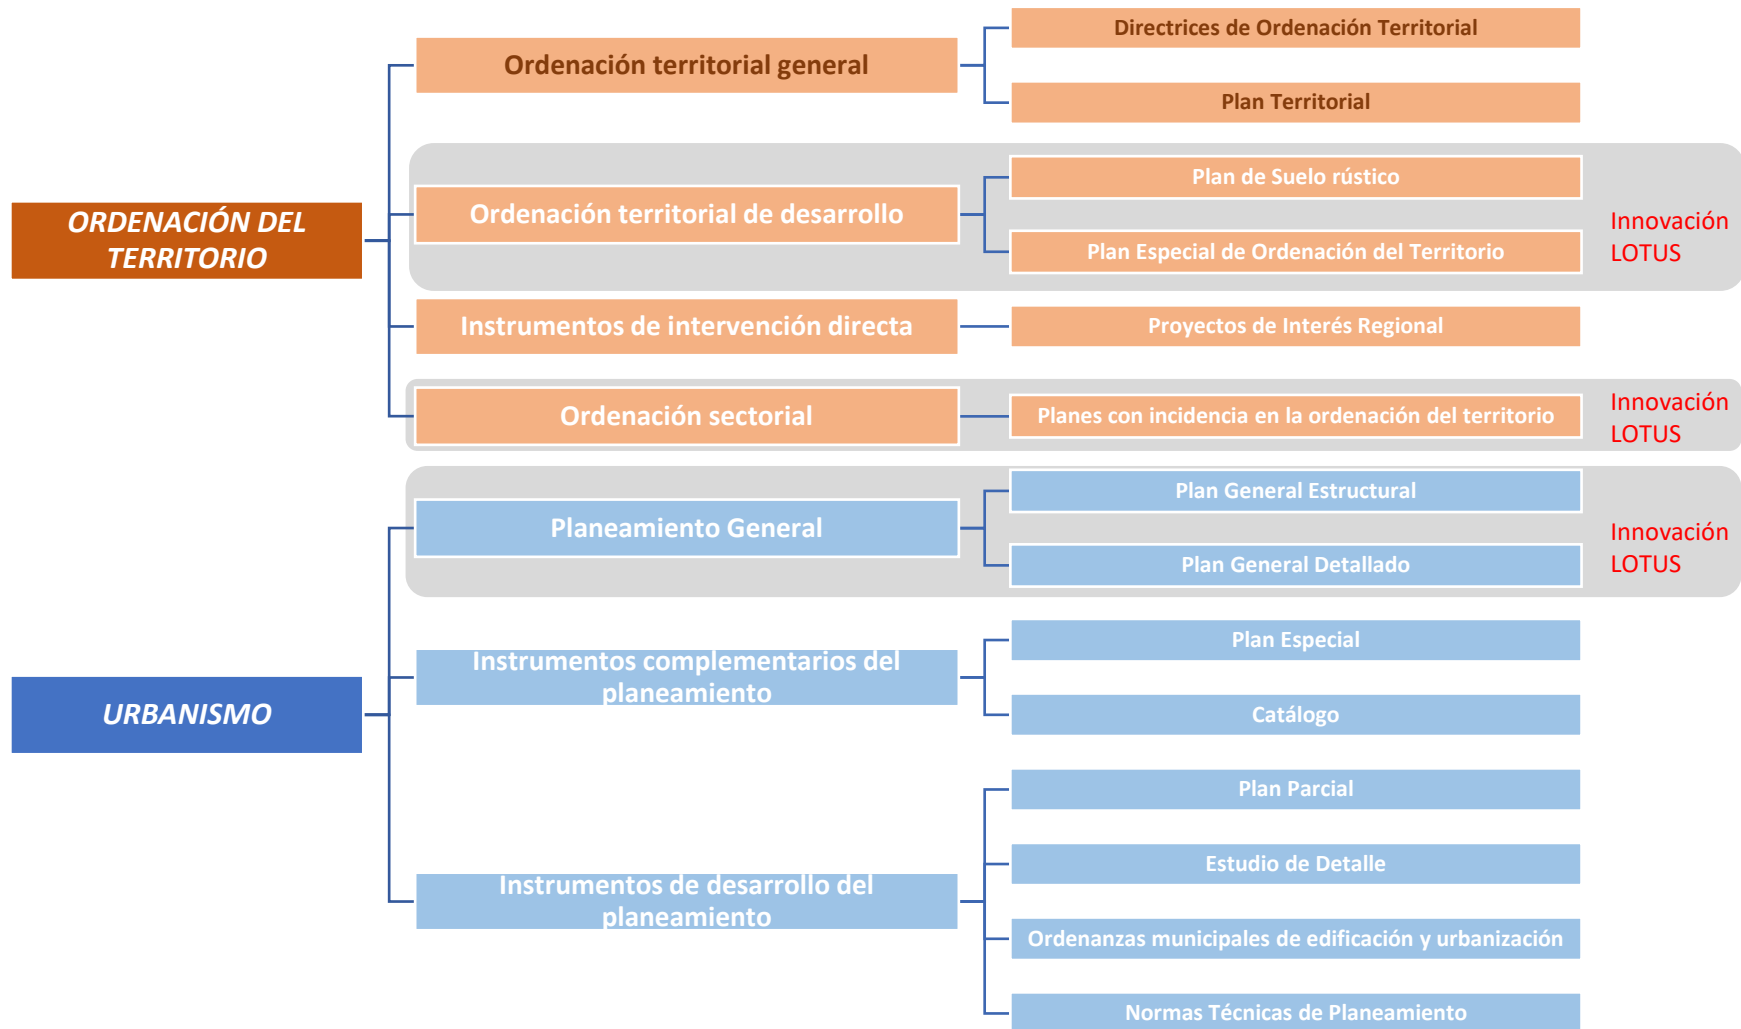 ORDENACIÓN DEL
TERRITORIO
Ordenación territorial general
Directrices de Ordenación Territorial
Plan Territorial
Ordenación territorial de desarrollo
Plan de Suelo rústico
Plan Especial de Ordenación del Territorio
Innovación
LOTUS
Instrumentos de intervención directa
Proyectos de Interés Regional
Ordenación sectorial
Planes con incidencia en la ordenación del territorio
Innovación
LOTUS
URBANISMO
Planeamiento General
Plan General Estructural
Plan General Detallado
Innovación
LOTUS
Instrumentos complementarios del
planeamiento
Plan Especial
Catálogo
Instrumentos de desarrollo del
planeamiento
Plan Parcial
Estudio de Detalle
Ordenanzas municipales de edificación y urbanización
Normas Técnicas de Planeamiento